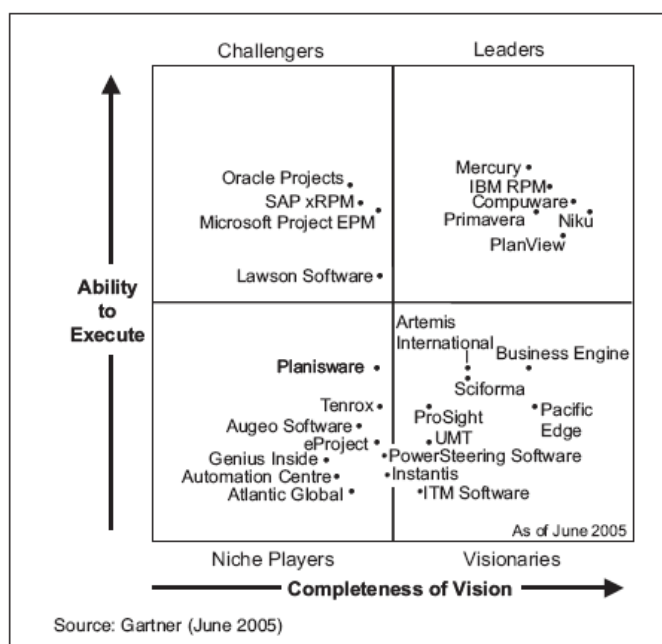 Challengers
Leaders
Oracle Projects
SAP xRPM
Microsoft Project EPM
Lawson Software
Mercury
IBM RPM
Compuware
Primavera
Niku
PlanView
Ability
to
Execute
Planisware
Tenrox
Augeo Software
eProject
Genius Inside
Automation Centre
Atlantic Global
Artemis
International
Business Engine
Sciforma
ProSight
Pacific
Edge
UMT
PowerSteering Software
Instantis
ITM Software
As of June 2005
Niche Players
Visionaries
Completeness of Vision
Source: Gartner (June 2005)